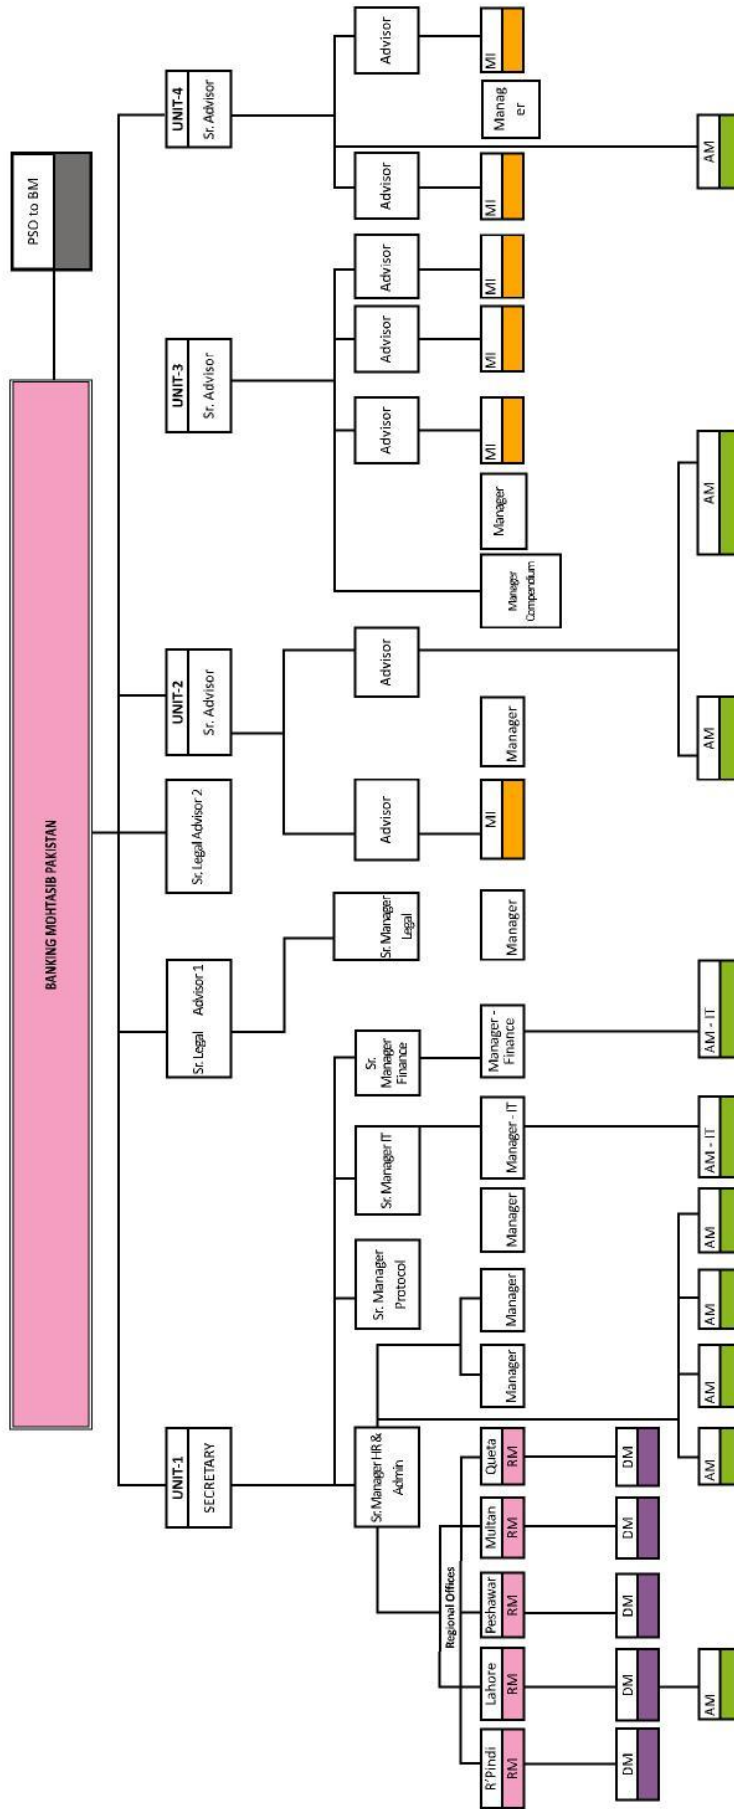 BANKING MOHTASIB PAKISTAN
PSO to BM
UNIT-1
SECRETARY
Sr. Legal Advisor 1
Sr. Legal Advisor 2
UNIT-2
Sr. Advisor
UNIT-3
Sr. Advisor
UNIT-4
Sr. Advisor
Sr. Manager
Legal
Sr. Manager HR &
Admin
Sr. Manager
Protocol
Sr. Manager IT
Sr.
Manager
Finance
Advisor
Advisor
Advisor
Advisor
Advisor
Advisor
Advisor
Regional Offices
R'Pindi
RM
Lahore
RM
Peshawar
RM
Multan
RM
Queta
RM
Manager
Manager
Manager
Manager - IT
Manager -
Finance
Manager
MI
Manager
Manager
Compendium
Manager
MI
MI
MI
MI
Manag
er
MI
DM
DM
DM
DM
DM
AM
AM
AM
AM
AM
AM - IT
AM - IT
AM
AM
AM